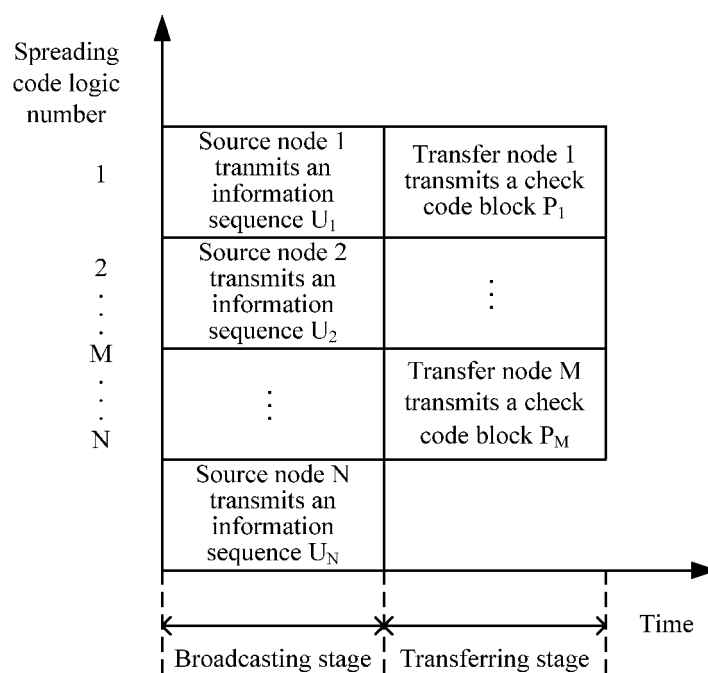 Spreading
code logic
number
1
2
M
N
Source node 1
tranmits an
information
sequence U1
Transfer node 1
transmits a check
code block P1
Source node 2
transmits an
information
sequence U2
Transfer node M
transmits a check
code block PM
Source node N
transmits an
information
sequence UN
Time
Broadcasting stage
Transferring stage